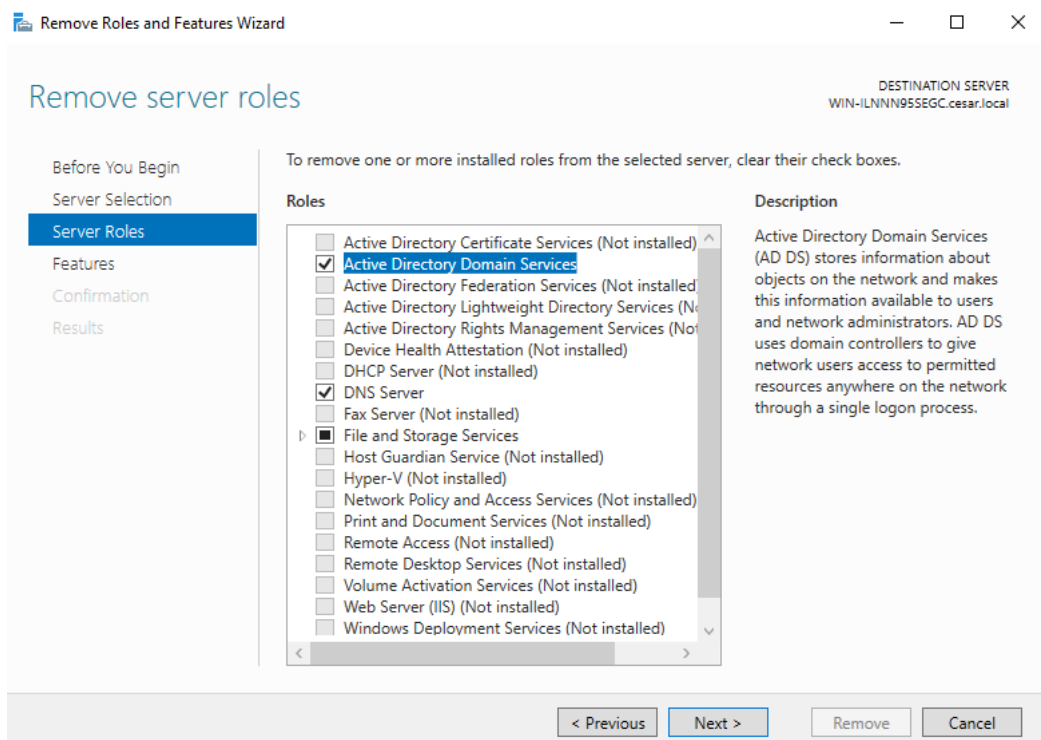 Remove Roles and Features Wizard
Remove server roles
DESTINATION SERVER
WIN-ILNNN95SEGC.cesar.local
Before You Begin
Server Selection
Server Roles
Features
Confirmation
Results
To remove one or more installed roles from the selected server, clear their check boxes.
Roles
Active Directory Certificate Services (Not installed)
Active Directory Domain Services
Active Directory Federation Services (Not installed
Active Directory Lightweight Directory Services (No
Active Directory Rights Management Services (Not
Device Health Attestation (Not installed)
DHCP Server (Not installed)
DNS Server
Fax Server (Not installed)
File and Storage Services
Host Guardian Service (Not installed)
Hyper-V (Not installed)
Network Policy and Access Services (Not installed)
Print and Document Services (Not installed)
Remote Access (Not installed)
Remote Desktop Services (Not installed)
Volume Activation Services (Not installed)
Web Server (IIS) (Not installed)
Windows Deployment Services (Not installed)
Description
Active Directory Domain Services
(AD DS) stores information about
objects on the network and makes
this information available to users
and network administrators. AD DS
uses domain controllers to give
network users access to permitted
resources anywhere on the network
through a single logon process.
< Previous
Next >
Remove
Cancel